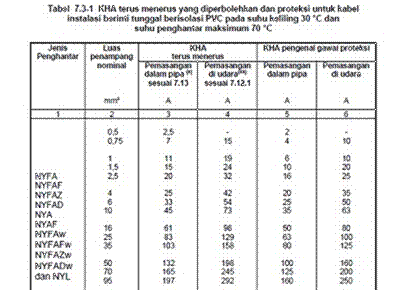 Tabel 7.3-1 KHA terus menerus yang diperbolehkan dan proteksi untuk kabel
instalasi berinti tunggal berisolasi PVC pada suhu keliling 30 °C dan
suhu penghantar maksimum 70 °C
Jenis Penghantar | Luas penampang nominal | KHA terus menerus | KHA pengenal gawai proteksi
Pemasangan dalam pipa sesuai 7.13 | Pemasangan di udara sesuai 7.12.1 | Pemasangan dalam pipa | Pemasangan di udara
mm² | A | A | A | A
1 | 2 | 3 | 4 | 5 | 6
0,5 | 2,5 | - | 2 | -
0,75 | 7 | 15 | 4 | 10
1 | 11 | 19 | 6 | 10
1,5 | 15 | 24 | 10 | 20
NYFA | 2,5 | 20 | 32 | 16 | 25
NYFAF
NYFAZ | 4 | 25 | 42 | 20 | 35
NYFAD | 6 | 33 | 54 | 25 | 50
NYA | 10 | 45 | 73 | 35 | 63
NYAF
NYFAw | 16 | 61 | 98 | 50 | 80
NYFAFw | 25 | 83 | 129 | 63 | 100
NYFAZw | 35 | 103 | 158 | 80 | 125
NYFADw
dan NYL | 50 | 132 | 198 | 100 | 160
70 | 165 | 245 | 125 | 200
95 | 197 | 292 | 160 | 250